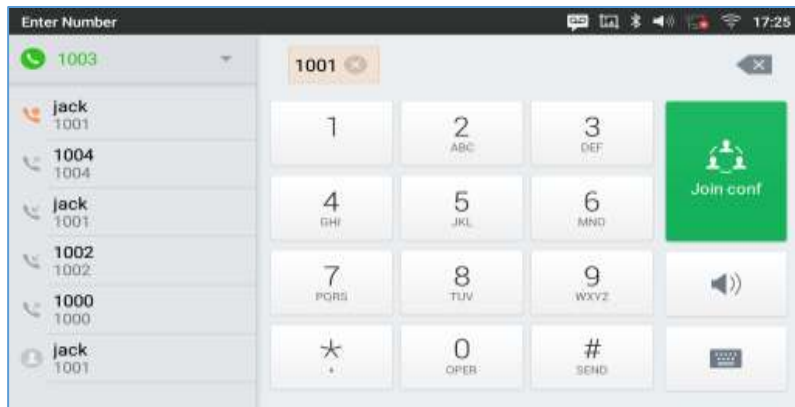 Enter Number
17:25
1003
jack
1001
1004
1004
jack
1001
1002
1002
1000
1000
jack
1001
1001
1
2
ABC
3
DEF
4
GHI
5
JKL
6
MNO
7
PQRS
8
TUV
9
WXYZ
*
+
0
OPER
#
SEND
Join conf